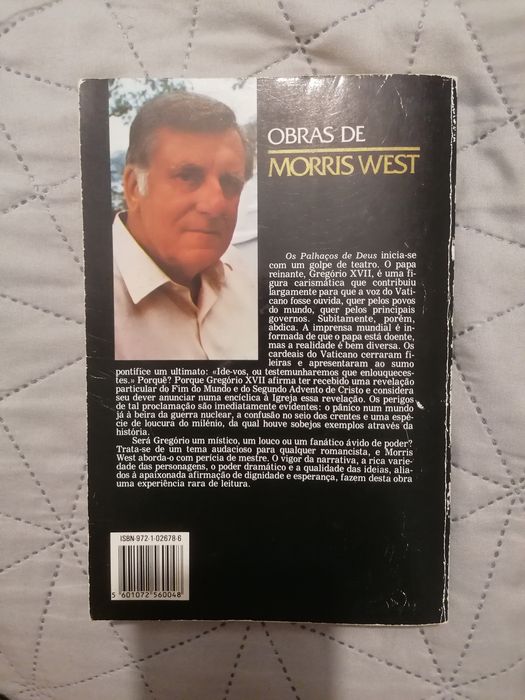 OBRAS DE
MORRIS WEST
Os Palhaços de Deus inicia-se
com um golpe de teatro. O papa
reinante, Gregório XVII, é uma fi-
gura carismática que contribuiu
largamente para que a voz do Vati-
cano fosse ouvida, quer pelos povos
do mundo, quer pelos principais
governos. Subitamente, porém,
abdica. A imprensa mundial é in-
formada de que o papa está doente,
mas a realidade é bem diversa. Os
cardeais do Vaticano cerraram fi-
leiras e apresentaram ao sumo
pontífice um ultimato: «Ide-vos, ou testemunharemos que enlouqueces-
tes.» Porquê? Porque Gregório XVII afirma ter recebido uma revelação
particular do Fim do Mundo e do Segundo Advento de Cristo e considera
seu dever anunciar numa encíclica à Igreja essa revelação. Os perigos
de tal proclamação são imediatamente evidentes: o pânico num mundo
já à beira da guerra nuclear, a confusão no seio dos crentes e uma espé-
cie de loucura do milénio, da qual houve sobejos exemplos através da
história.
Será Gregório um místico, um louco ou um fanático ávido de poder?
Trata-se de um tema audacioso para qualquer romancista, e Morris
West aborda-o com perícia de mestre. O vigor da narrativa, a rica varie-
dade das personagens, o poder dramático e a qualidade das ideias, alia-
dos à apaixonada afirmação de dignidade e esperança, fazem desta obra
uma experiência rara de leitura.
ISBN-972-1-02678-6
5 601072 560048